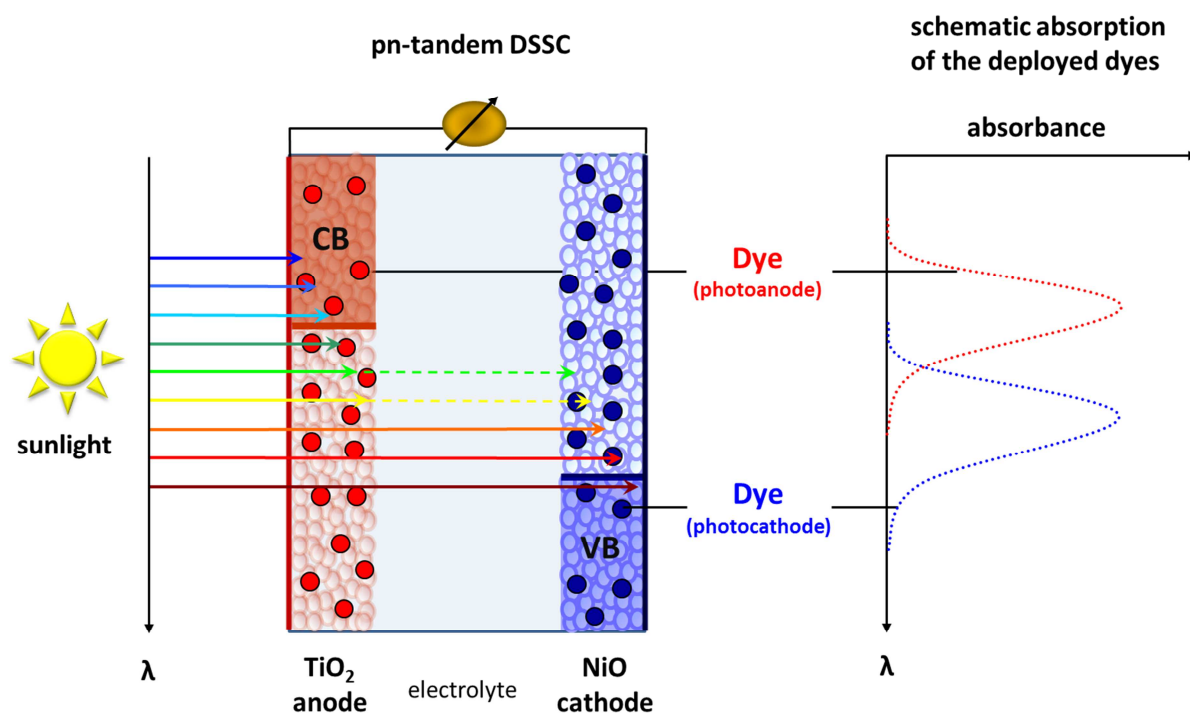 pn-tandem DSSC
schematic absorption
of the deployed dyes
absorbance
CB
Dye
(photoanode)
sunlight
Dye
(photocathode)
VB
λ
TiO₂
anode
electrolyte
NiO
cathode
λ